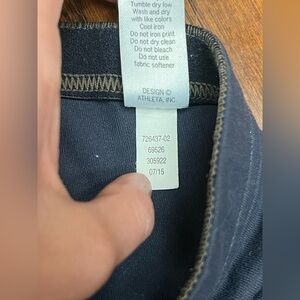 Tumble dry low
Wash and dry
with like colors
Cool iron
Do not iron print
Do not dry clean
Do not bleach
Do not use
fabric softener
DESIGN ©
ATHLETA, INC.
726437-02
69526
305922
07/15